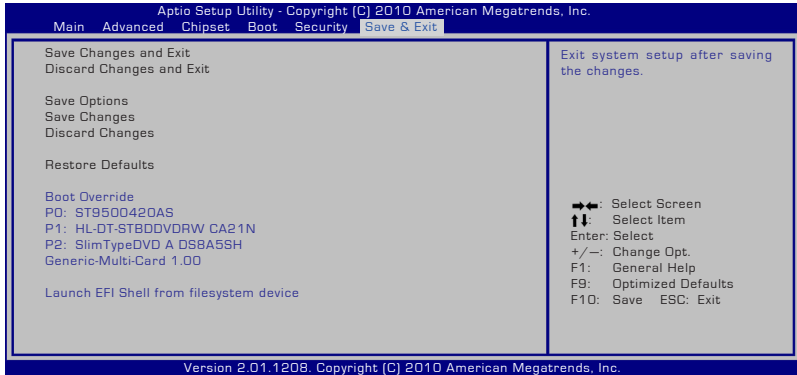 Aptio Setup Utility - Copyright (C) 2010 American Megatrends, Inc.
Main Advanced Chipset Boot Security Save & Exit
Save Changes and Exit
Discard Changes and Exit
Save Options
Save Changes
Discard Changes
Restore Defaults
Boot Override
P0: ST9500420AS
P1: HL-DT-STBDDVDRW CA21N
P2: SlimTypeDVD A DS8A5SH
Generic-Multi-Card 1.00
Launch EFI Shell from filesystem device
Exit system setup after saving
the changes.
→←: Select Screen
↑↓: Select Item
Enter: Select
+/—: Change Opt.
F1: General Help
F9: Optimized Defaults
F10: Save ESC: Exit
Version 2.01.1208. Copyright (C) 2010 American Megatrends, Inc.